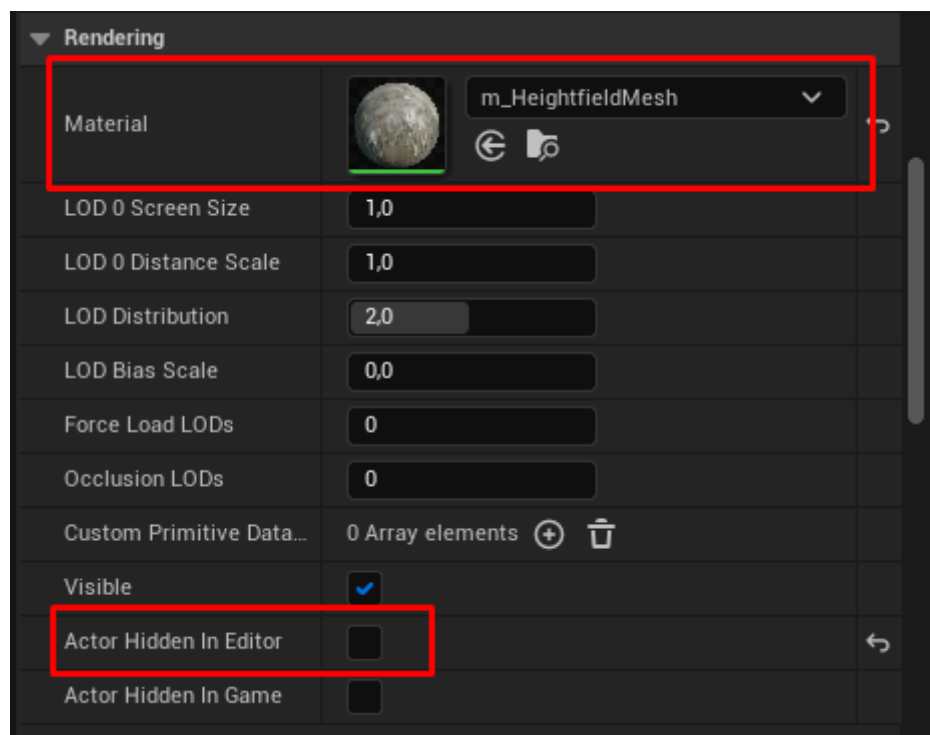 Rendering
Material
m_HeightfieldMesh
LOD 0 Screen Size 1,0
LOD 0 Distance Scale 1,0
LOD Distribution 2,0
LOD Bias Scale 0,0
Force Load LODs 0
Occlusion LODs 0
Custom Primitive Data... 0 Array elements
Visible
Actor Hidden In Editor
Actor Hidden In Game